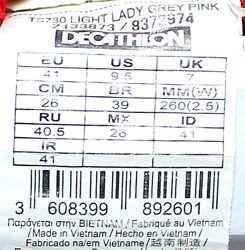 TS730 LIGHT LADY GREY PINK
2133873 / 8372974
DECATHLON
EU US UK
41 9.5 7
CM BR MM(W)
26 39 260(2.5)
RU MX ID
40.5 26 41
IR
41
3 608399 892601
Παράγεται στην ΒΙΕΤΝΑΜ / Fabriqué au Vietnam
/ Made in Vietnam / Hecho en Vietnam /
Fabricado na/em Vietname / 越南制造 /